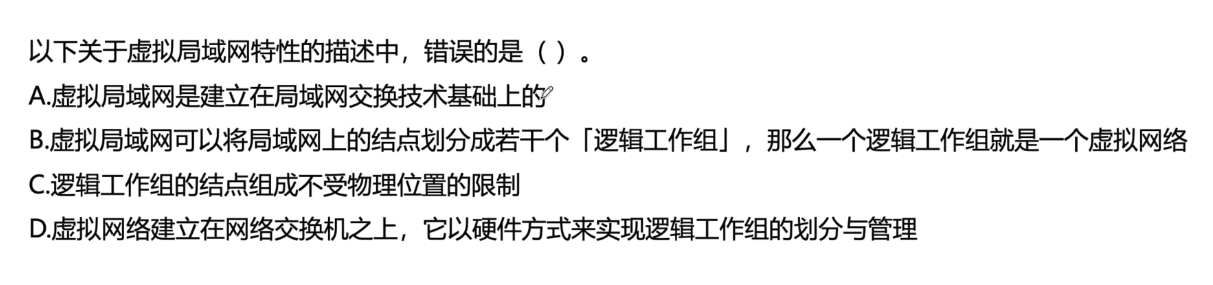 以下关于虚拟局域网特性的描述中，错误的是（ ）。
A.虚拟局域网是建立在局域网交换技术基础上的
B.虚拟局域网可以将局域网上的结点划分成若干个「逻辑工作组」，那么一个逻辑工作组就是一个虚拟网络
C.逻辑工作组的结点组成不受物理位置的限制
D.虚拟网络建立在网络交换机之上，它以硬件方式来实现逻辑工作组的划分与管理